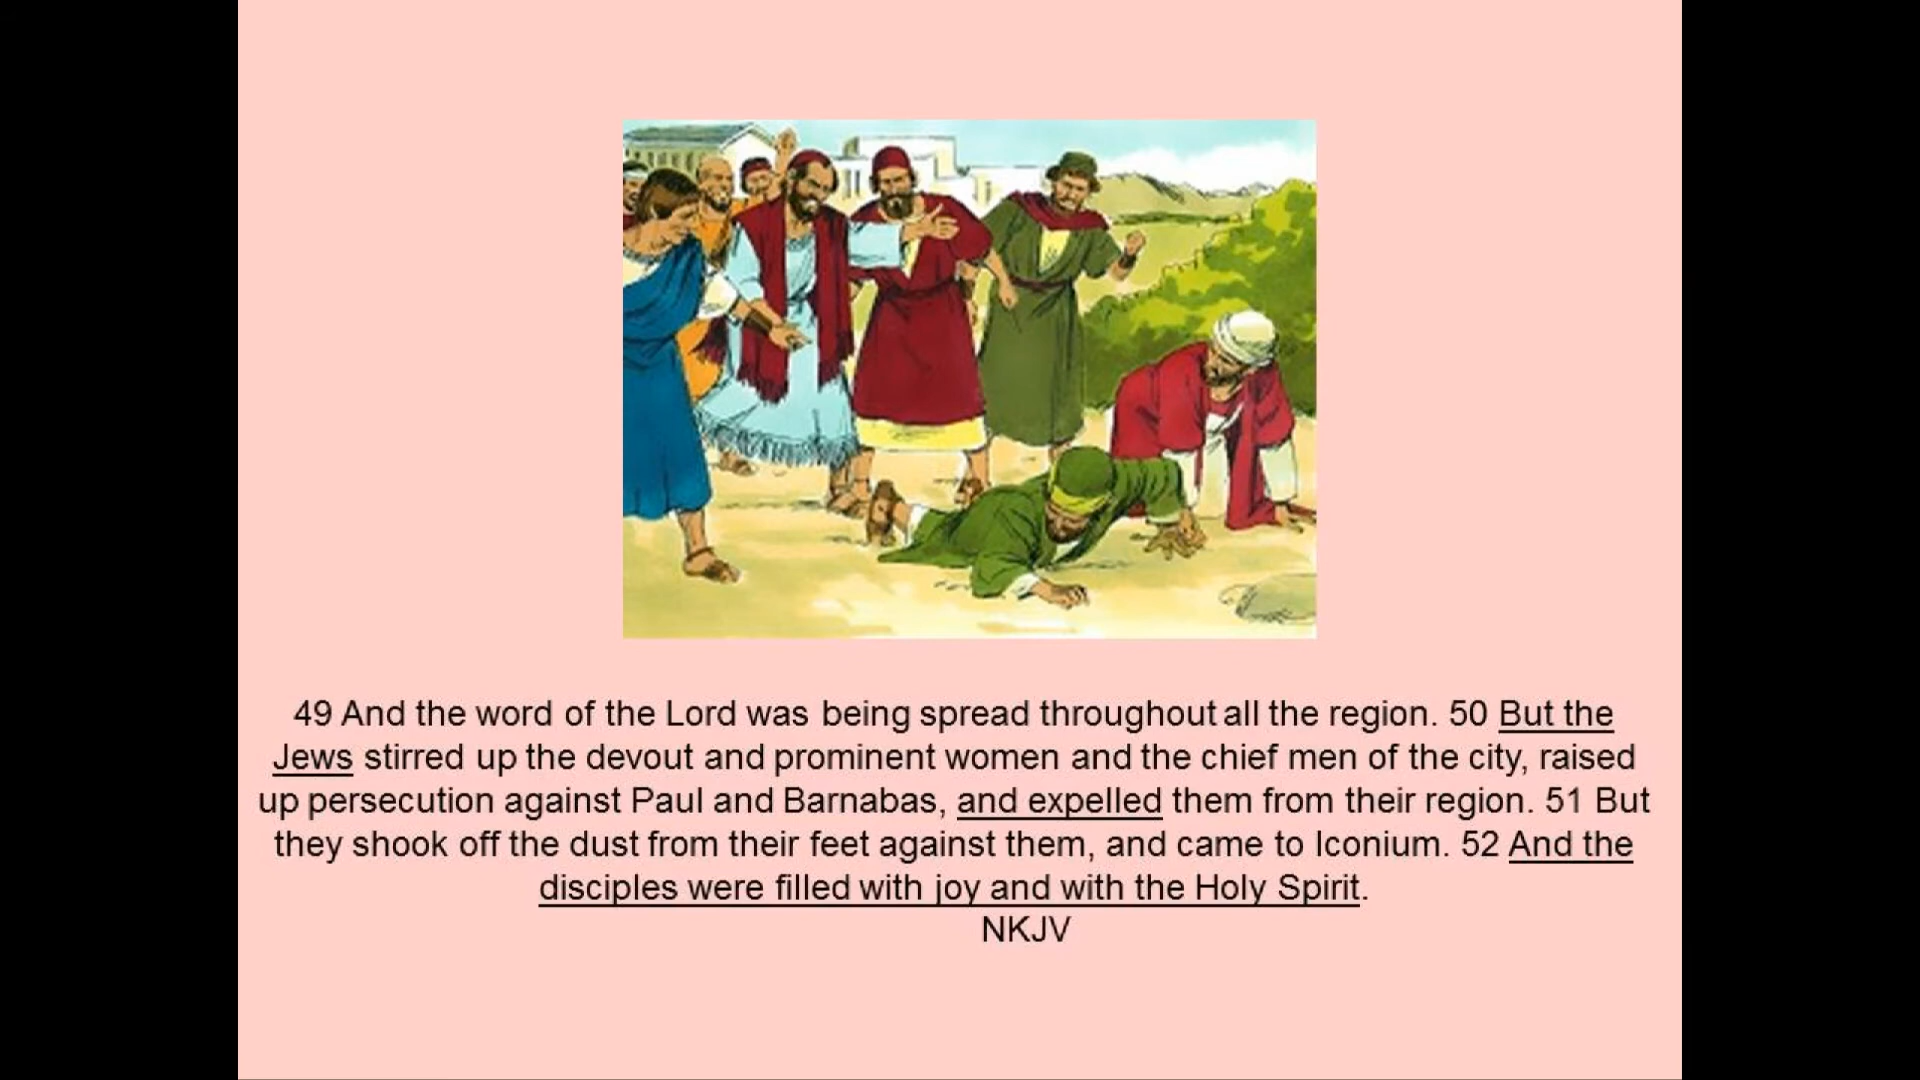 49 And the word of the Lord was being spread throughout all the region. 50 But the
Jews stirred up the devout and prominent women and the chief men of the city, raised
up persecution against Paul and Barnabas, and expelled them from their region. 51 But
they shook off the dust from their feet against them, and came to Iconium. 52 And the
disciples were filled with joy and with the Holy Spirit.
NKJV